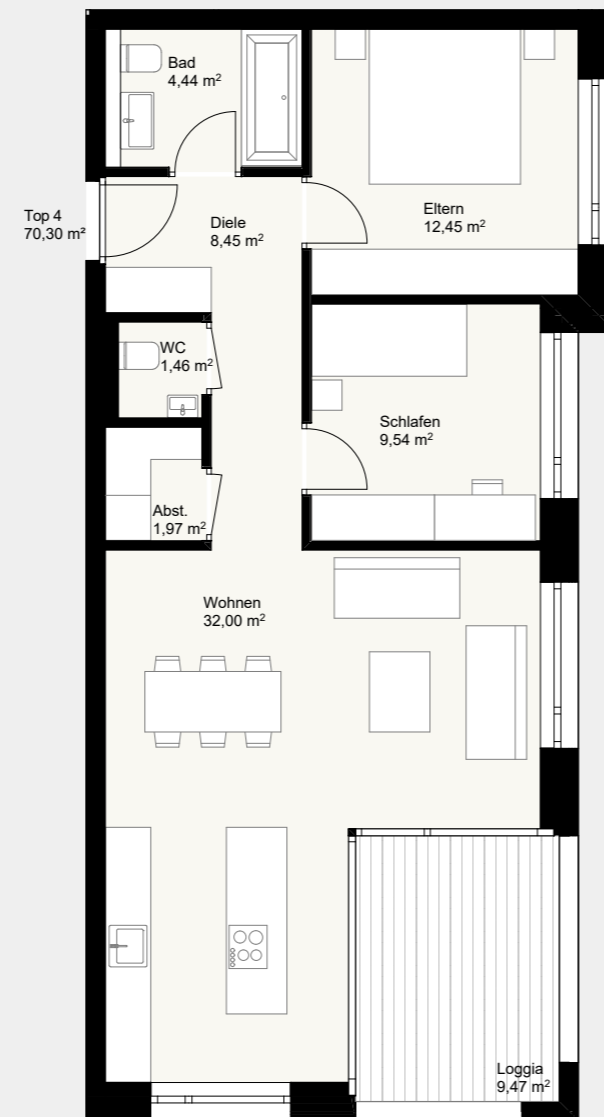 Bad
4,44 m²
Top 4
70,30 m²
Diele
8,45 m²
Eltern
12,45 m²
WC
1,46 m²
Schlafen
9,54 m²
Abst.
1,97 m²
Wohnen
32,00 m²
Loggia
9,47 m²